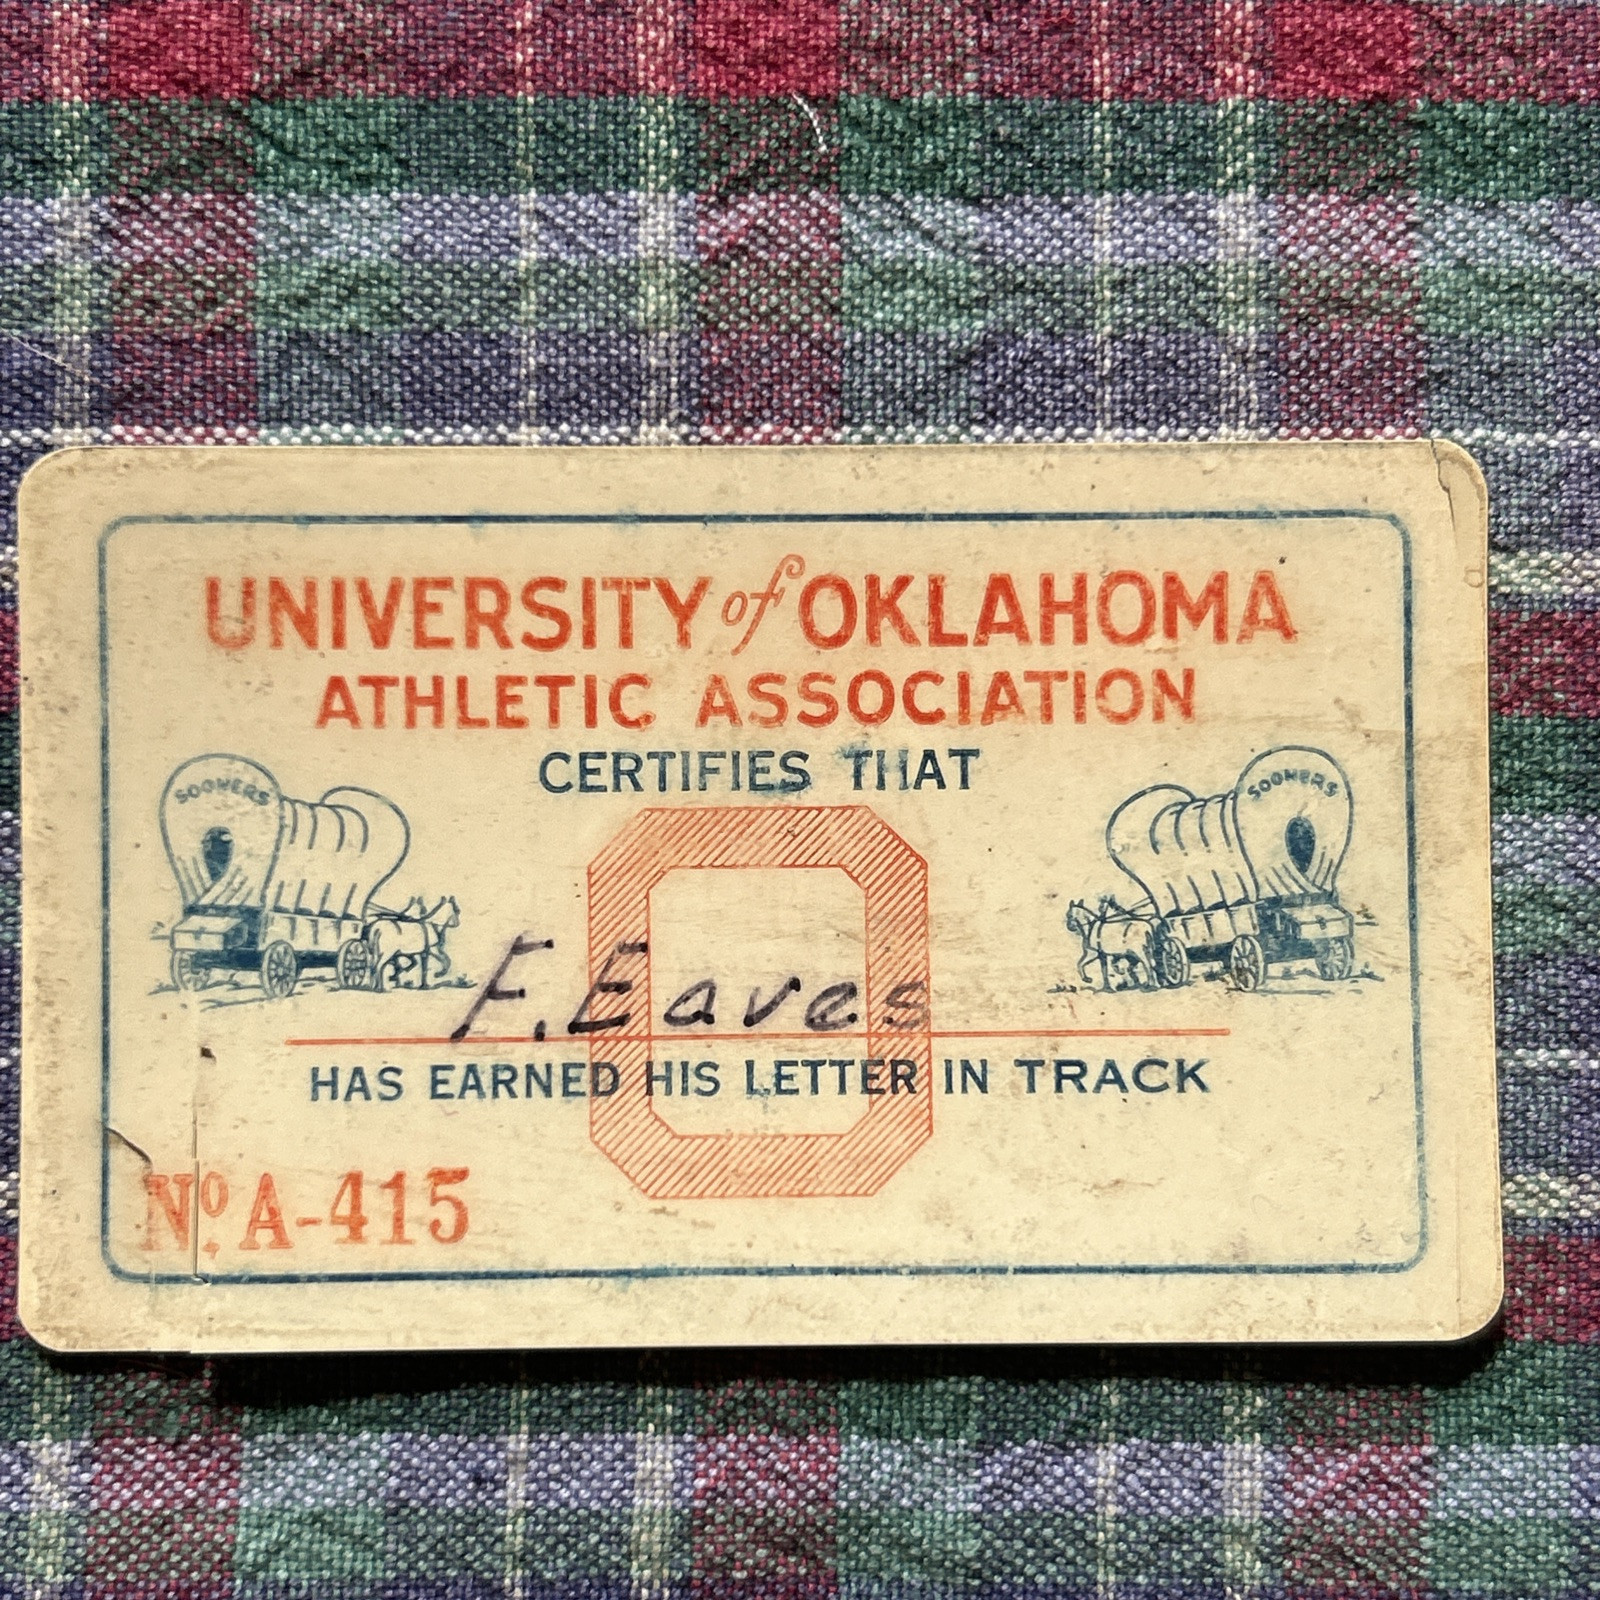 UNIVERSITY of OKLAHOMA
ATHLETIC ASSOCIATION
CERTIFIES THAT
SOONERS
SOONERS
O
F. Eaves
HAS EARNED HIS LETTER IN TRACK
No. A-415